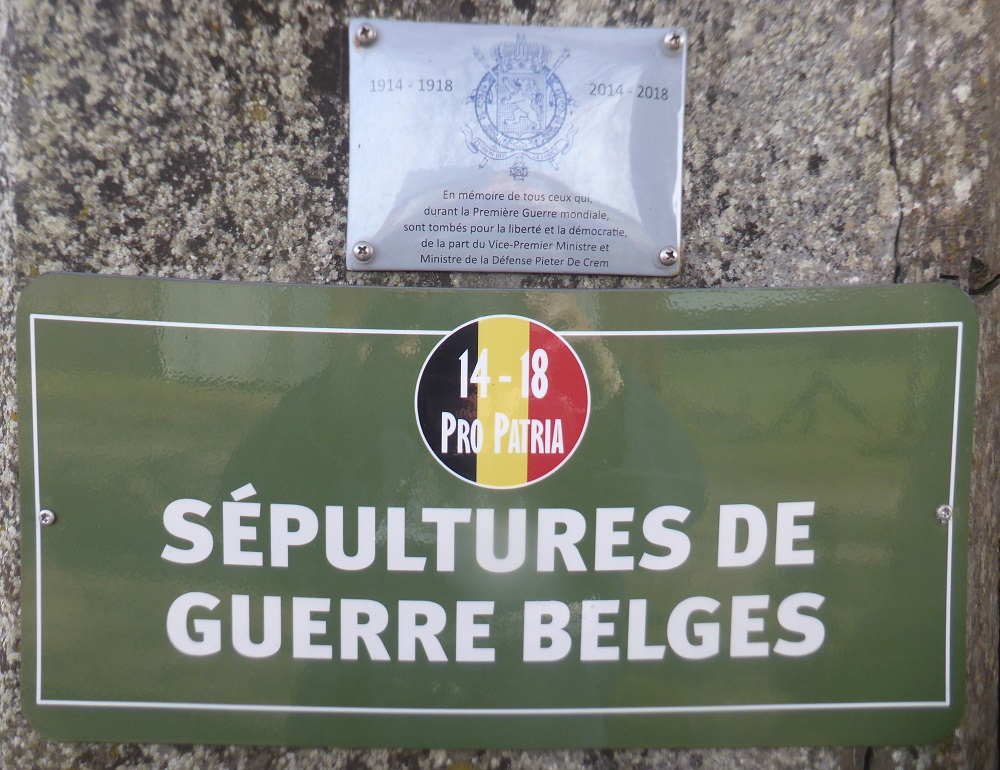 1914 - 1918
2014 - 2018
En mémoire de tous ceux qui,
durant la Première Guerre mondiale,
sont tombés pour la liberté et la démocratie,
de la part du Vice-Premier Ministre et
Ministre de la Défense Pieter De Crem
14 - 18
PRO PATRIA
SÉPULTURES DE
GUERRE BELGES